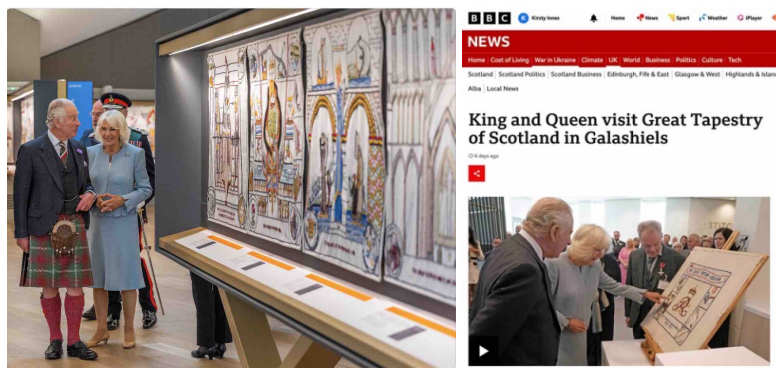 BBC
K Kirsty Innes
Home
News
Sport
Weather
iPlayer
NEWS
Home Cost of Living War in Ukraine Climate UK World Business Politics Culture Tech
Scotland Scotland Politics Scotland Business Edinburgh, Fife & East Glasgow & West Highlands &
Alba Local News
King and Queen visit Great Tapestry
of Scotland in Galashiels
6 days ago